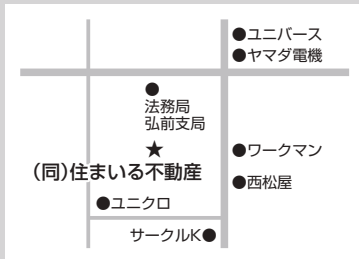 ●ユニバース
●ヤマダ電機
●
法務局
弘前支局
★
(同)住まいる不動産
●ワークマン
●西松屋
●ユニクロ
サークルK●